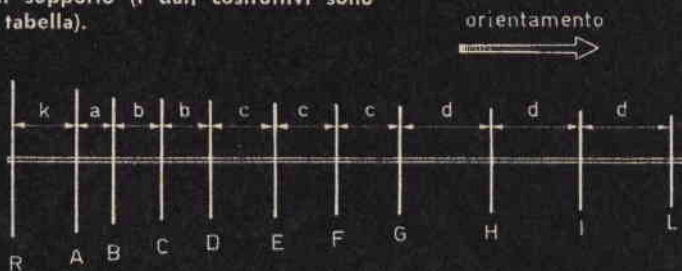 supporto (i dati costruttivi sono
tabella).
orientamento
k a b b c c c d d d
R A B C D E F G H I L